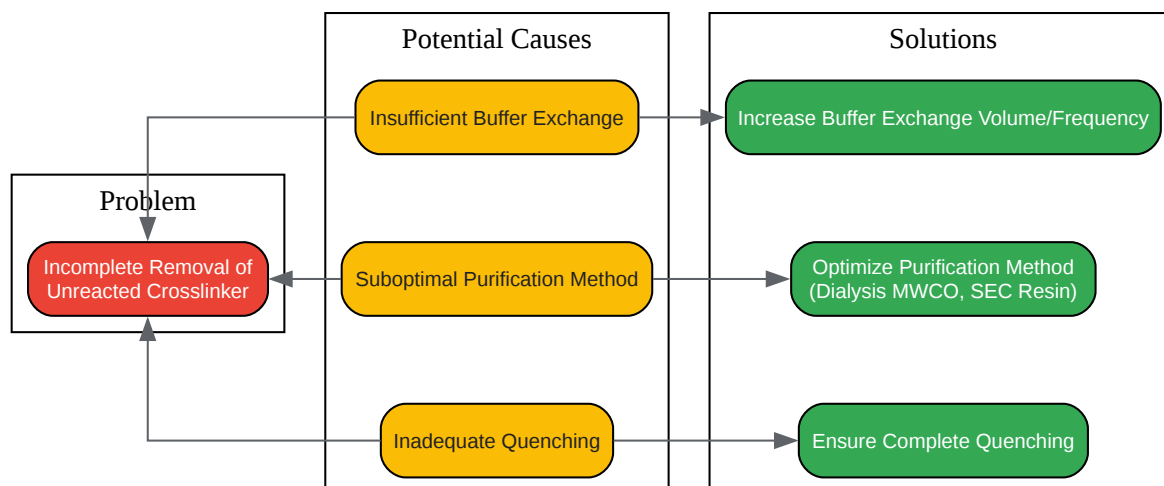 Potential Causes
Solutions
Insufficient Buffer Exchange
Increase Buffer Exchange Volume/Frequency
Problem
Incomplete Removal of
Unreacted Crosslinker
Suboptimal Purification Method
Optimize Purification Method
(Dialysis MWCO, SEC Resin)
Inadequate Quenching
Ensure Complete Quenching